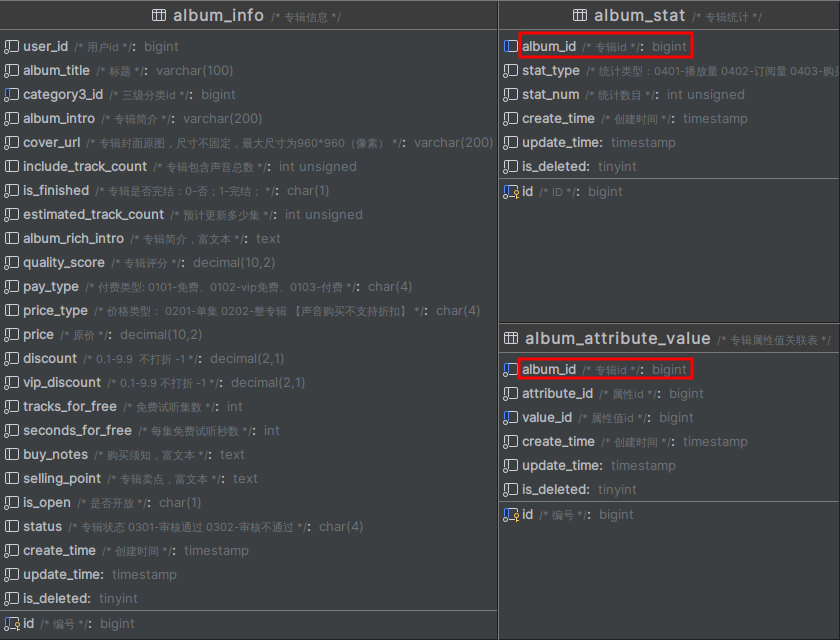 album_info /* 专辑信息 */
user_id /* 用户id */: bigint
album_title /* 标题 */: varchar(100)
category3_id /* 三级分类id */: bigint
album_intro /* 专辑简介 */: varchar(200)
cover_url /* 专辑封面原图，尺寸不固定，最大尺寸为960*960（像素） */: varchar(200)
include_track_count /* 专辑包含声音总数 */: int unsigned
is_finished /* 专辑是否完结：0-否；1-完结； */: char(1)
estimated_track_count /* 预计更新多少集 */: int unsigned
album_rich_intro /* 专辑简介，富文本 */: text
quality_score /* 专辑评分 */: decimal(10,2)
pay_type /* 付费类型: 0101-免费、0102-vip免费、0103-付费 */: char(4)
price_type /* 价格类型： 0201-单集 0202-整专辑 【声音购买不支持折扣】 */: char(4)
price /* 原价 */: decimal(10,2)
discount /* 0.1-9.9 不打折 -1 */: decimal(2,1)
vip_discount /* 0.1-9.9 不打折 -1 */: decimal(2,1)
tracks_for_free /* 免费试听集数 */: int
seconds_for_free /* 每集免费试听秒数 */: int
buy_notes /* 购买须知，富文本 */: text
selling_point /* 专辑卖点，富文本 */: text
is_open /* 是否开放 */: char(1)
status /* 专辑状态 0301-审核通过 0302-审核不通过 */: char(4)
create_time /* 创建时间 */: timestamp
update_time: timestamp
is_deleted: tinyint
id /* 编号 */: bigint
album_stat /* 专辑统计 */
album_id /* 专辑id */: bigint
stat_type /* 统计类型：0401-播放量 0402-订阅量 0403-购
stat_num /* 统计数目 */: int unsigned
create_time /* 创建时间 */: timestamp
update_time: timestamp
is_deleted: tinyint
id /* ID */: bigint
album_attribute_value /* 专辑属性值关联表 */
album_id /* 专辑id */: bigint
attribute_id /* 属性id */: bigint
value_id /* 属性值id */: bigint
create_time /* 创建时间 */: timestamp
update_time: timestamp
is_deleted: tinyint
id /* 编号 */: bigint